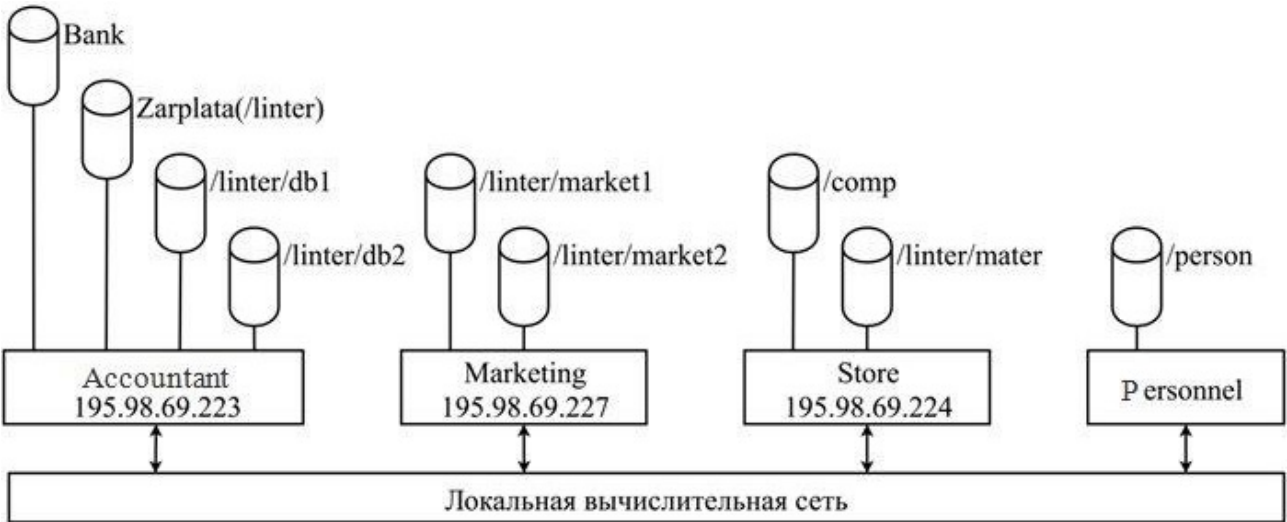 Bank
Zarplata(/linter)
/linter/db1
/linter/db2
/linter/market1
/linter/market2
/comp
/linter/mater
/person
Accountant
195.98.69.223
Marketing
195.98.69.227
Store
195.98.69.224
Personnel
Локальная вычислительная сеть